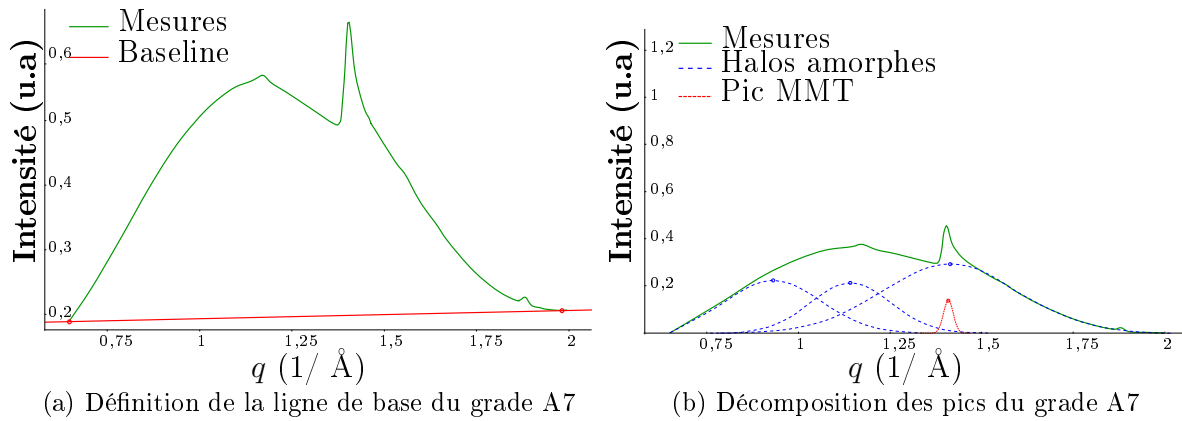 Mesures
Baseline
Intensité (u.a)
0,6
0,5
0,4
0,3
0,2
0,75
1
1,25
1,5
1,75
2
q (1/ Å)
(a) Définition de la ligne de base du grade A7
Mesures
Halos amorphes
Pic MMT
Intensité (u.a)
1,2
1
0,8
0,6
0,4
0,2
0,75
1
1,25
1,5
1,75
2
q (1/ Å)
(b) Décomposition des pics du grade A7